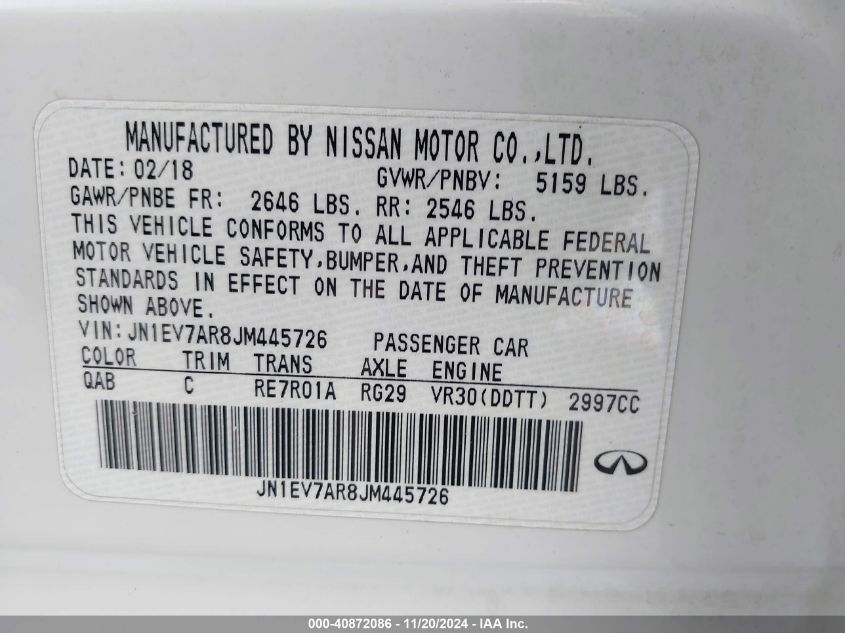 MANUFACTURED BY NISSAN MOTOR CO.,LTD.
DATE: 02/18 GVWR/PNBV: 5159 LBS.
GAWR/PNBE FR: 2646 LBS. RR: 2546 LBS.
THIS VEHICLE CONFORMS TO ALL APPLICABLE FEDERAL
MOTOR VEHICLE SAFETY,BUMPER,AND THEFT PREVENTION
STANDARDS IN EFFECT ON THE DATE OF MANUFACTURE
SHOWN ABOVE.
VIN:JN1EV7AR8JM445726 PASSENGER CAR
COLOR TRIM TRANS AXLE ENGINE
QAB C RE7R01A RG29 VR30(DDTT) 2997CC
JN1EV7AR8JM445726
000-40872086 - 11/20/2024 - IAA Inc.